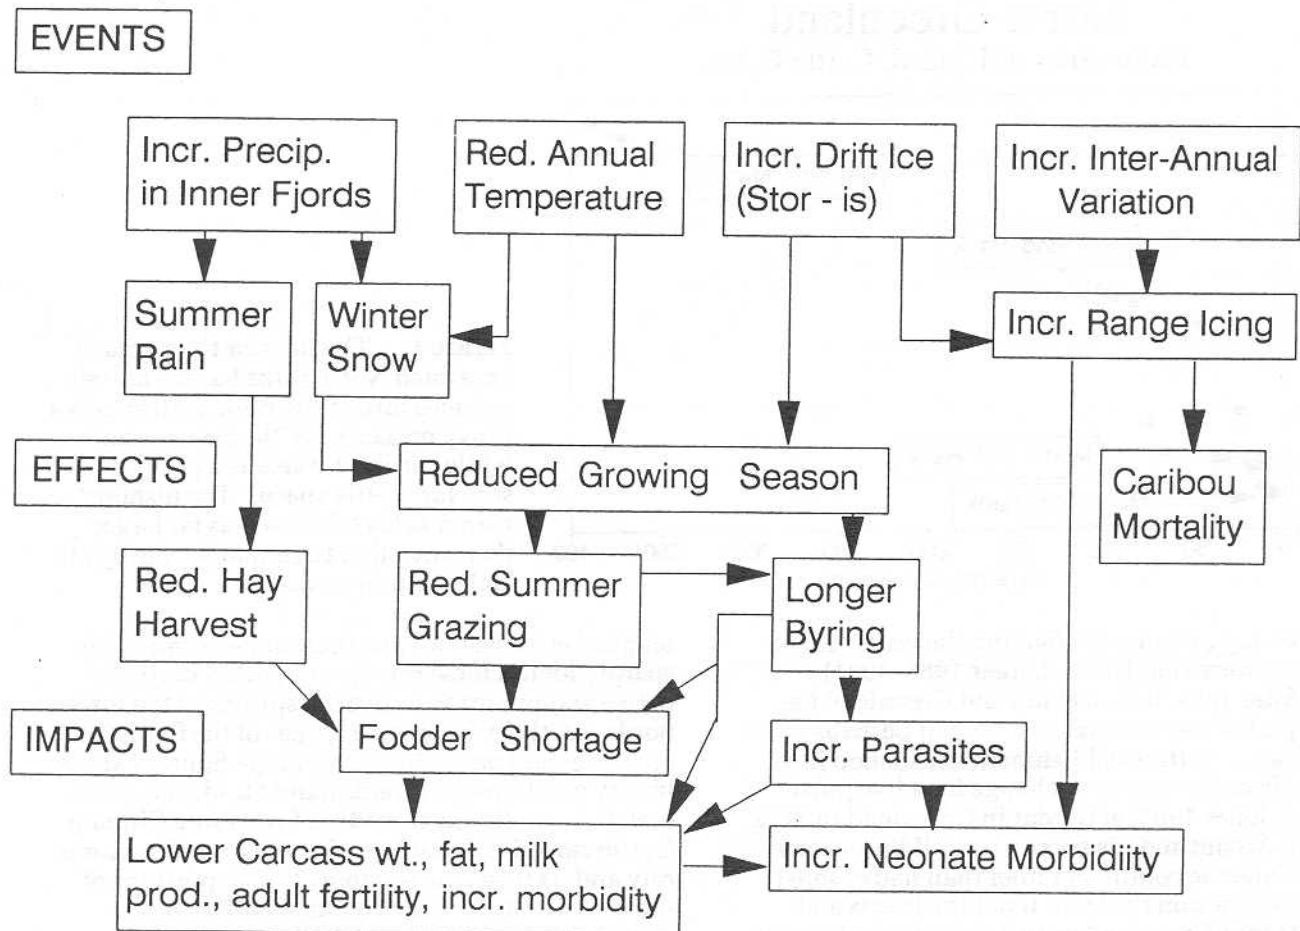 EVENTS
Incr. Precip.
in Inner Fjords
Red. Annual
Temperature
Incr. Drift Ice
(Stor - is)
Incr. Inter-Annual
Variation
Summer
Rain
Winter
Snow
Incr. Range Icing
EFFECTS
Reduced Growing Season
Caribou
Mortality
Red. Hay
Harvest
Red. Summer
Grazing
Longer
Byring
IMPACTS
Fodder Shortage
Incr. Parasites
Lower Carcass wt., fat, milk
prod., adult fertility, incr. morbidity
Incr. Neonate Morbidiity